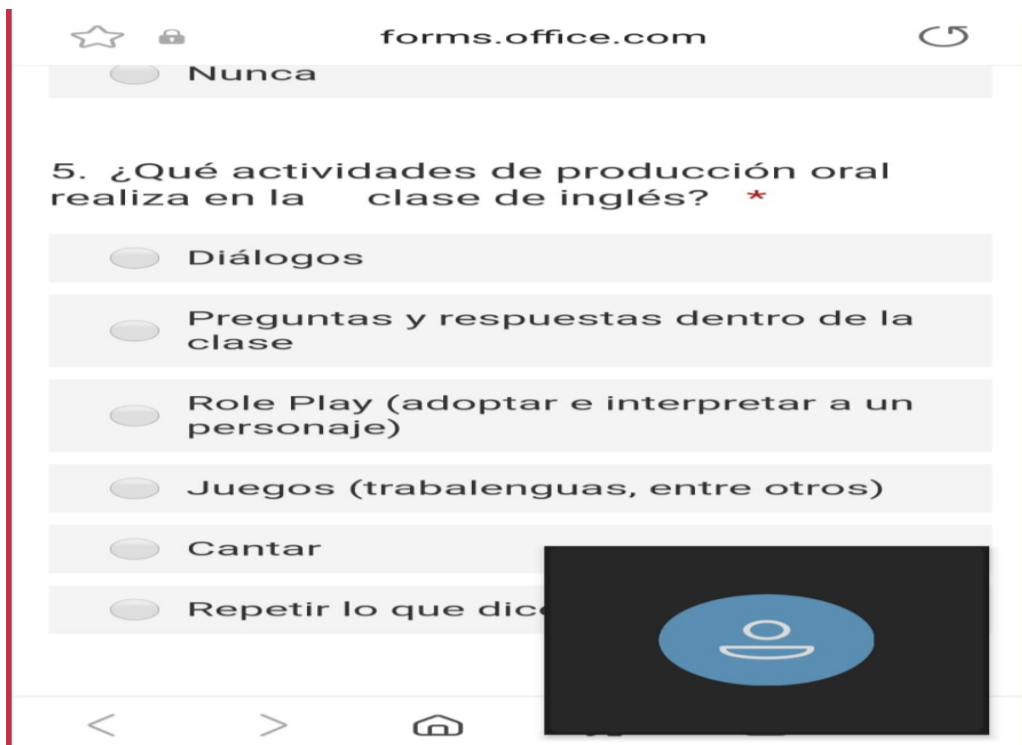 forms.office.com
Nunca
5. ¿Qué actividades de producción oral
realiza en la clase de inglés? *
Diálogos
Preguntas y respuestas dentro de la
clase
Role Play (adoptar e interpretar a un
personaje)
Juegos (trabalenguas, entre otros)
Cantar
Repetir lo que